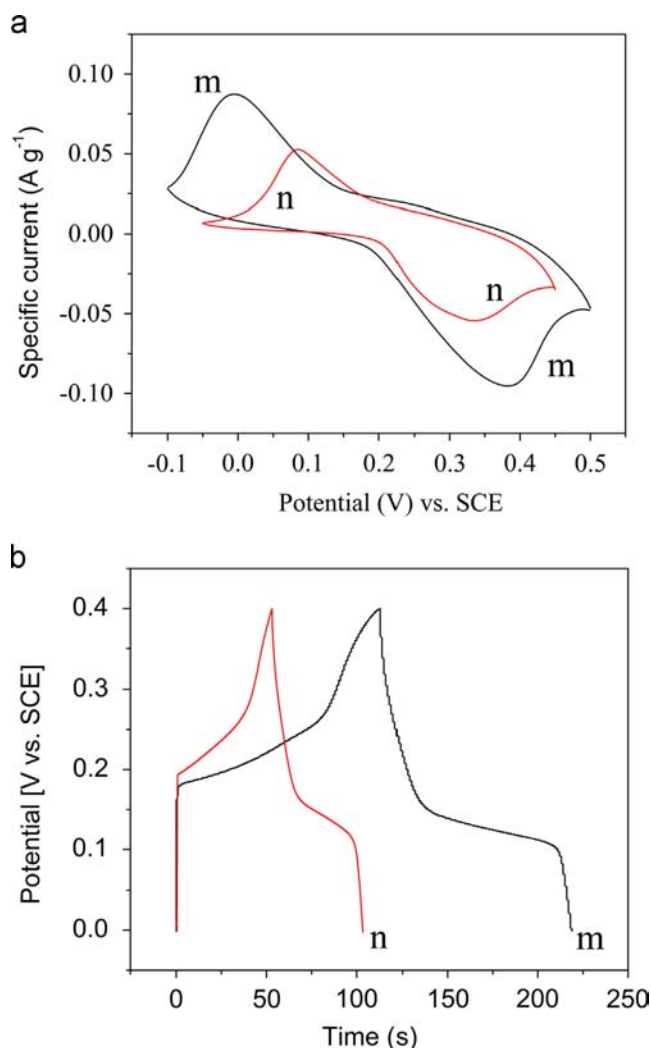 a
0.10
0.05
0.00
-0.05
-0.10
Specific current (A g⁻¹)
m
n
n
m
-0.1 0.0 0.1 0.2 0.3 0.4 0.5
Potential (V) vs. SCE
b
0.4
0.3
0.2
0.1
0.0
Potential [V vs. SCE]
n
m
0 50 100 150 200 250
Time (s)